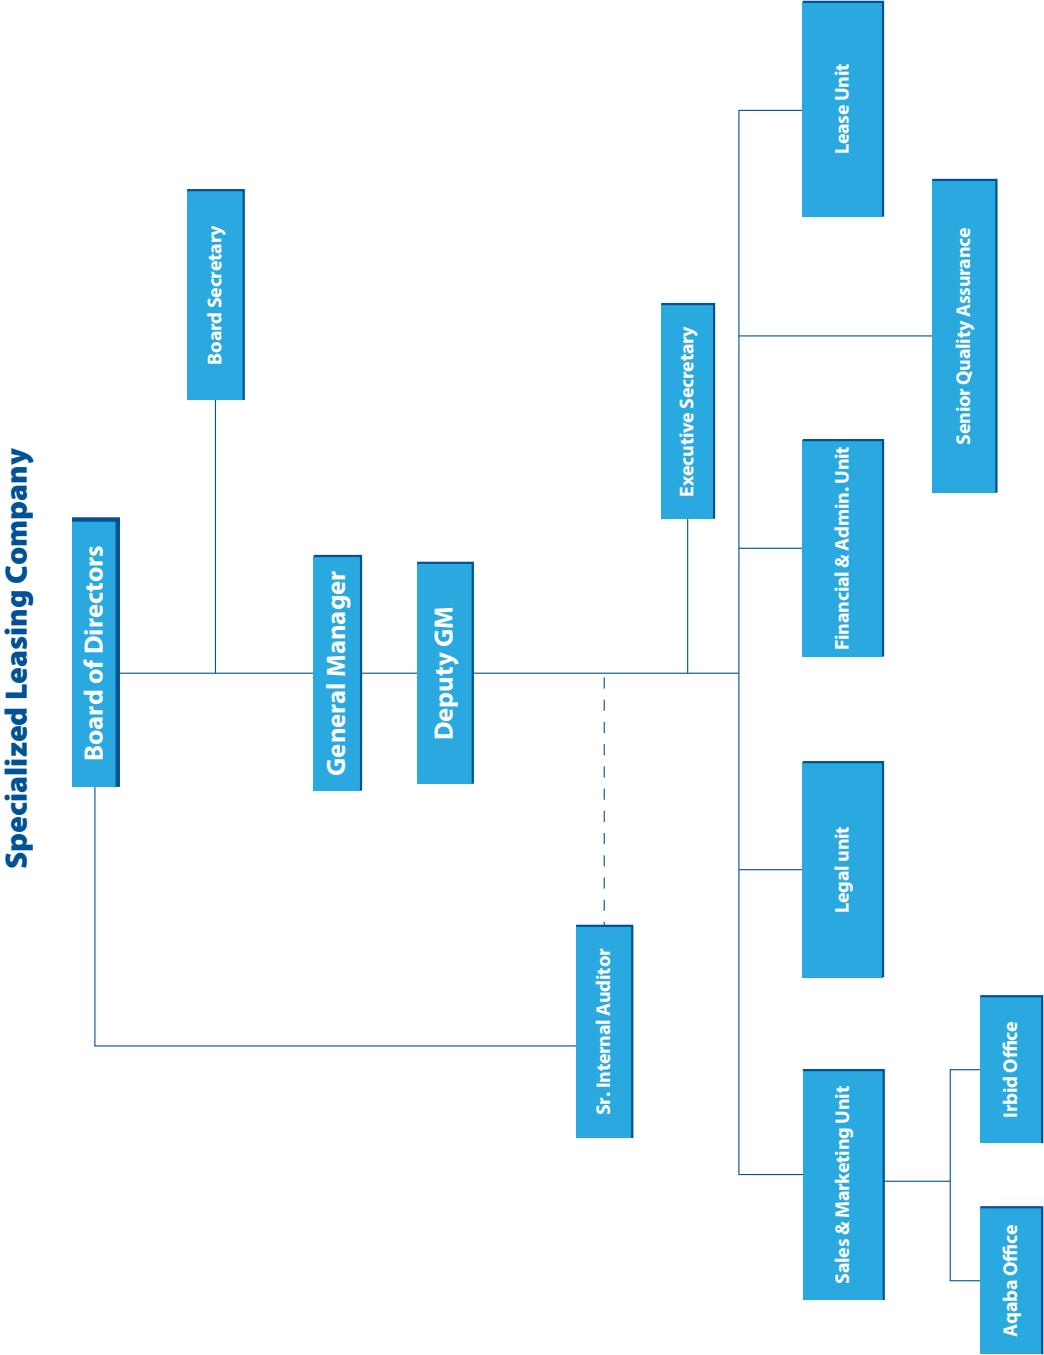 Specialized Leasing Company
Board of Directors
Board Secretary
General Manager
Deputy GM
Sr. Internal Auditor
Executive Secretary
Sales & Marketing Unit
Legal unit
Financial & Admin. Unit
Lease Unit
Senior Quality Assurance
Aqaba Office
Irbid Office